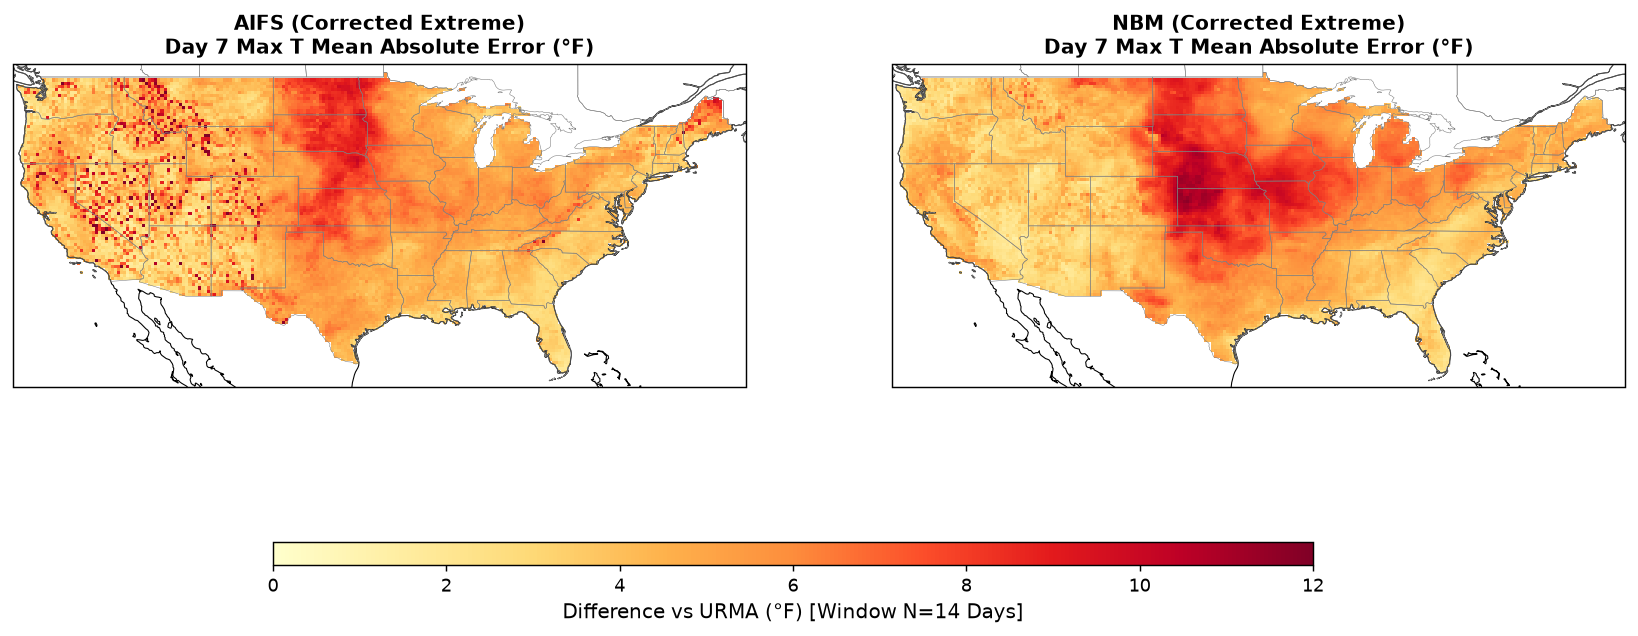 AIFS (Corrected Extreme)
Day 7 Max T Mean Absolute Error (°F)
NBM (Corrected Extreme)
Day 7 Max T Mean Absolute Error (°F)
0 2 4 6 8 10 12
Difference vs URMA (°F) [Window N=14 Days]